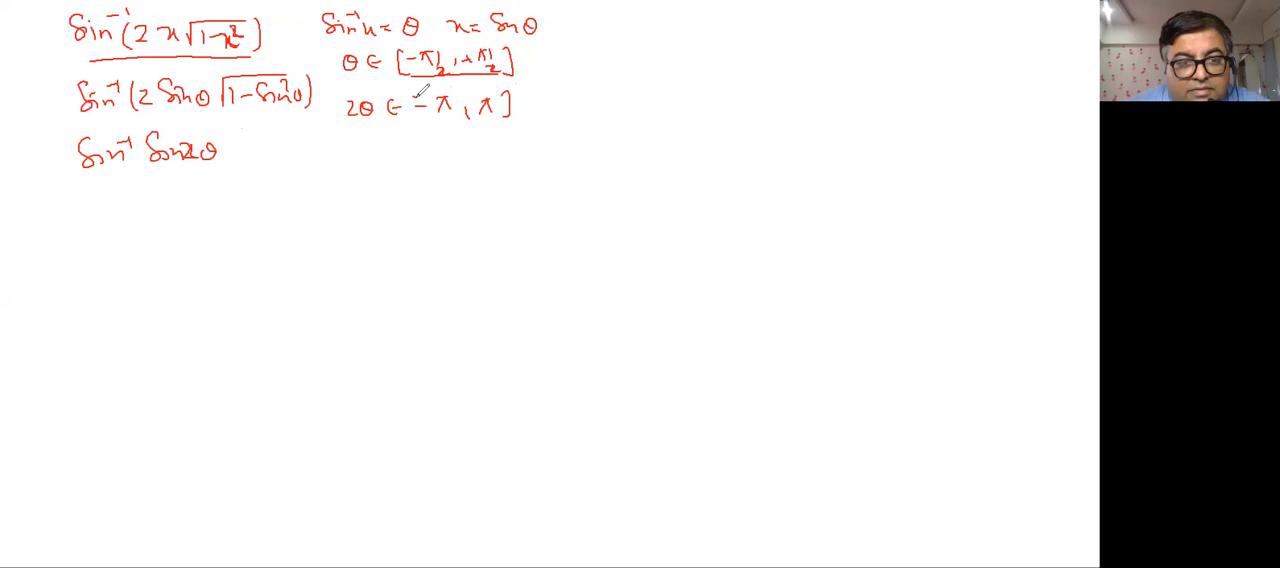 Sin⁻¹(2x√1-x²) Sin⁻¹x = θ x = Sinθ
θ ∈ [-π/2, +π/2]
Sin⁻¹(2 Sinθ √1-Sin²θ) 2θ ∈ -π, π]
Sin⁻¹ Sin2θ